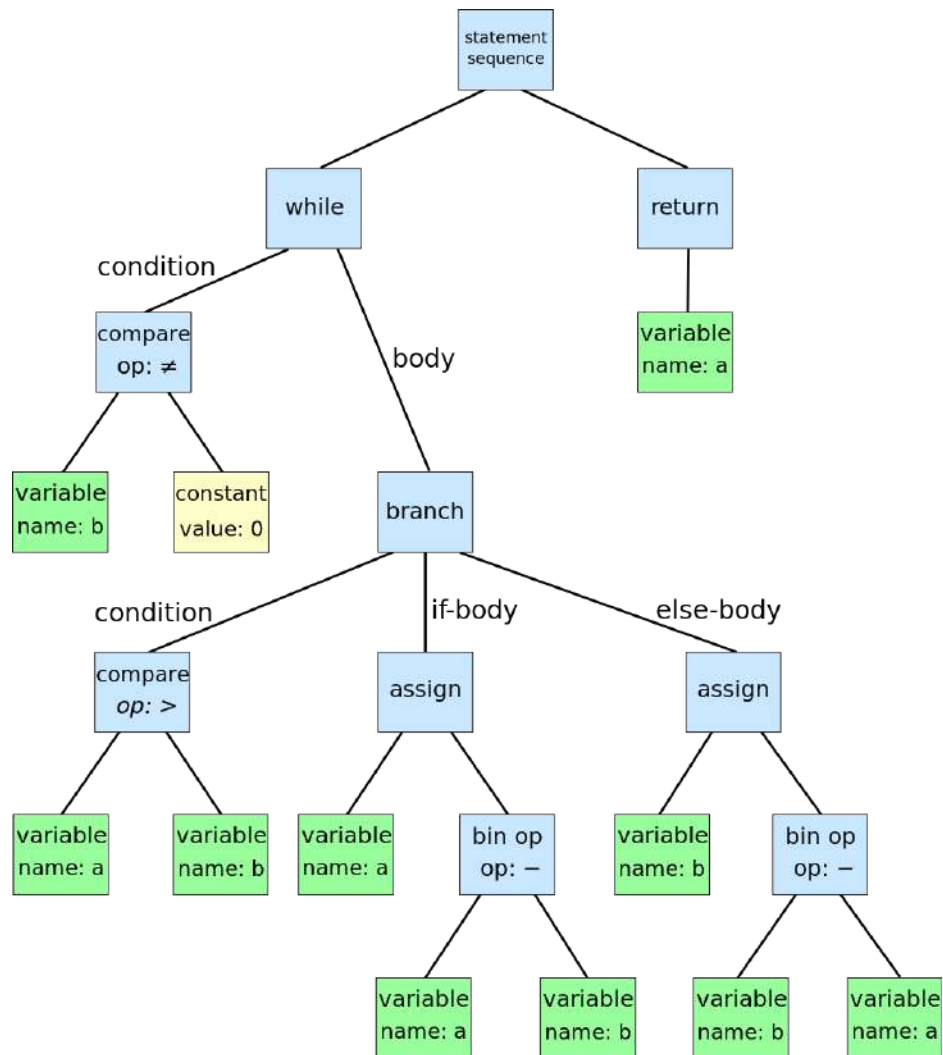 statement
sequence
while
return
condition
compare
op: ≠
body
variable
name: a
variable
name: b
constant
value: 0
branch
condition
if-body
else-body
compare
op: >
assign
assign
variable
name: a
variable
name: b
variable
name: a
bin op
op: −
variable
name: b
bin op
op: −
variable
name: a
variable
name: b
variable
name: b
variable
name: a